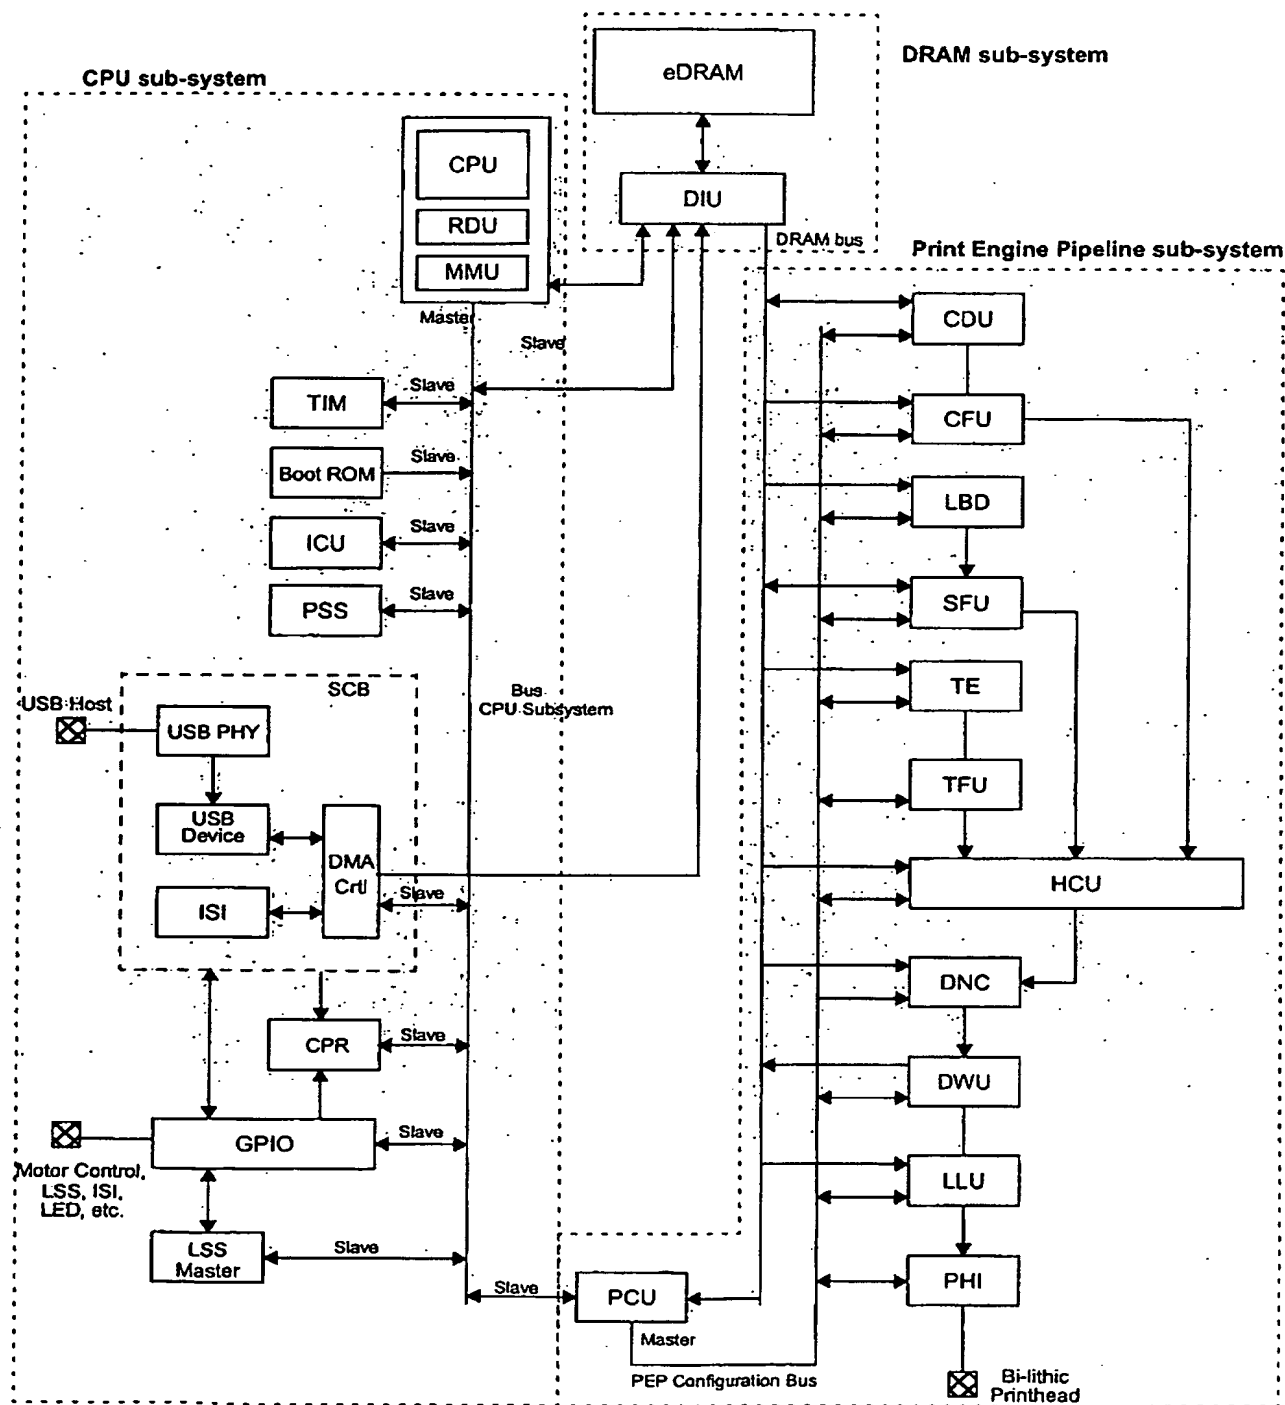 DRAM sub-system
CPU sub-system
eDRAM
CPU
RDU
MMU
DIU
DRAM bus
Print Engine Pipeline sub-system
Master
Slave
CDU
TIM
Slave
CFU
Boot ROM
Slave
LBD
ICU
Slave
PSS
Slave
SFU
SCB
USB Host
USB PHY
Bus
CPU Subsystem
TE
USB
Device
DMA
Crtl
Slave
ISI
TFU
HCU
DNC
CPR
Slave
DWU
GPIO
Slave
Motor Control,
LSS, ISI,
LED, etc.
LLU
LSS
Master
Slave
Slave
PCU
Master
PHI
PEP Configuration Bus
Bi-lithic
Printhead